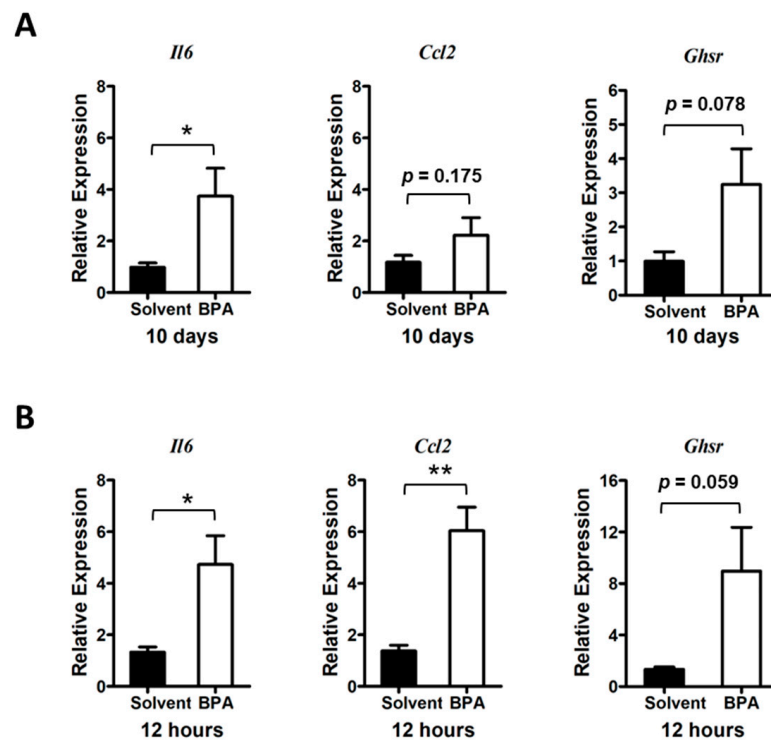 A
Il6
Ccl2
Ghsr
Relative Expression
8
6
4
2
0
*
Solvent BPA
10 days
Relative Expression
8
6
4
2
0
p = 0.175
Solvent BPA
10 days
Relative Expression
6
5
4
3
2
1
0
p = 0.078
Solvent BPA
10 days
B
Il6
Ccl2
Ghsr
Relative Expression
8
6
4
2
0
*
Solvent BPA
12 hours
Relative Expression
8
6
4
2
0
**
Solvent BPA
12 hours
Relative Expression
16
12
8
4
0
p = 0.059
Solvent BPA
12 hours